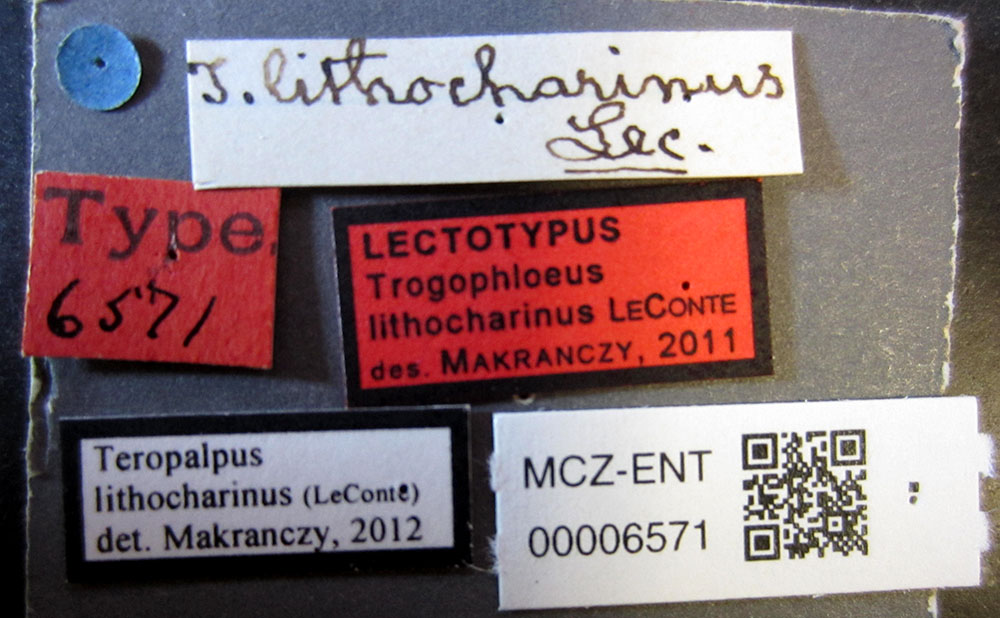 T. lithocharinus
Lec.
Type.
6571
LECTOTYPUS
Trogophloeus
lithocharinus LECONTE
des. MAKRANCZY, 2011
Teropalpus
lithocharinus (LeConte)
det. Makranczy, 2012
MCZ-ENT
00006571